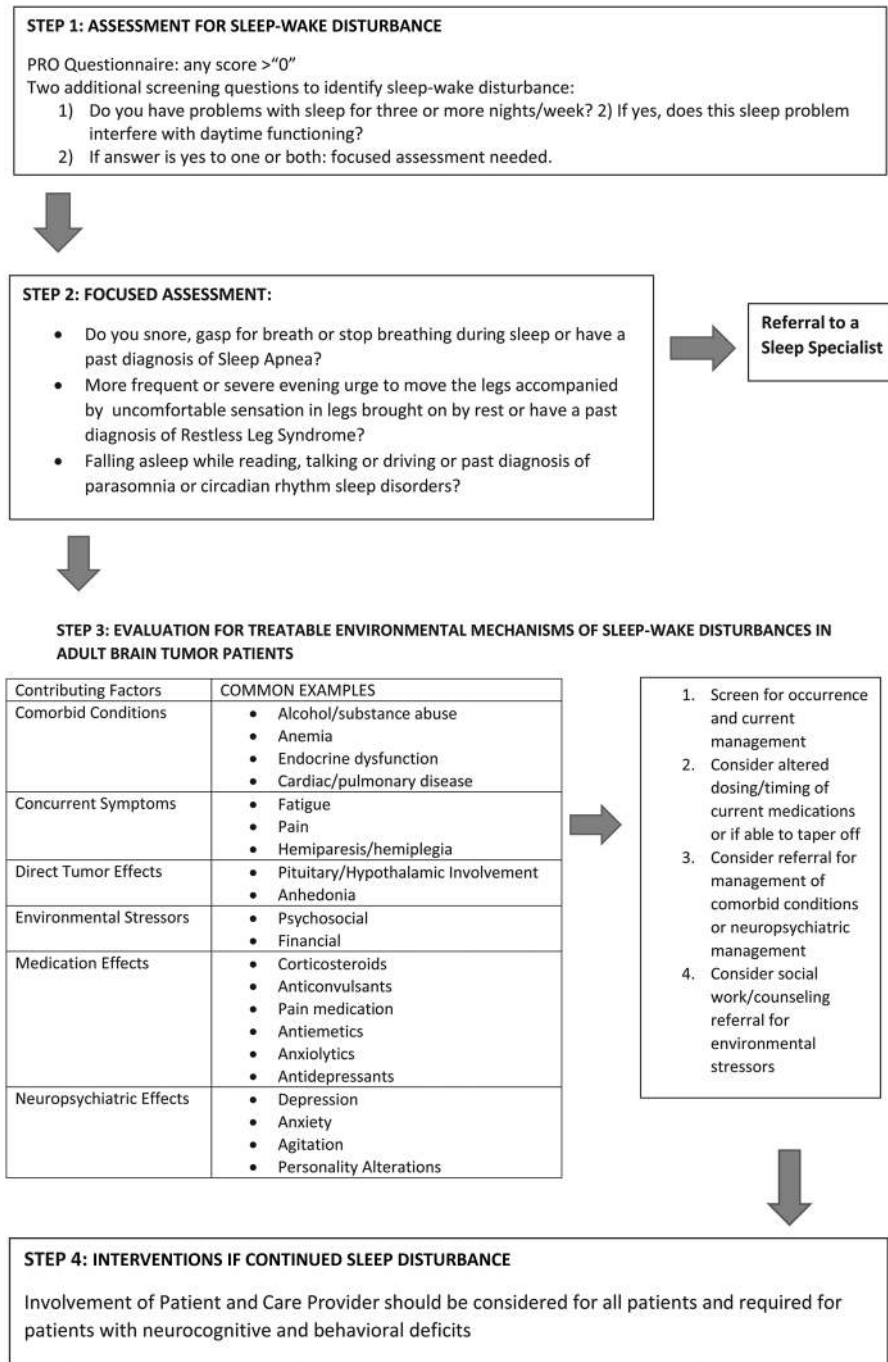 STEP 1: ASSESSMENT FOR SLEEP-WAKE DISTURBANCE
PRO Questionnaire: any score >“0”
Two additional screening questions to identify sleep-wake disturbance:
1) Do you have problems with sleep for three or more nights/week? 2) If yes, does this sleep problem
interfere with daytime functioning?
2) If answer is yes to one or both: focused assessment needed.
STEP 2: FOCUSED ASSESSMENT:
• Do you snore, gasp for breath or stop breathing during sleep or have a
past diagnosis of Sleep Apnea?
• More frequent or severe evening urge to move the legs accompanied
by uncomfortable sensation in legs brought on by rest or have a past
diagnosis of Restless Leg Syndrome?
• Falling asleep while reading, talking or driving or past diagnosis of
parasomnia or circadian rhythm sleep disorders?
Referral to a
Sleep Specialist
STEP 3: EVALUATION FOR TREATABLE ENVIRONMENTAL MECHANISMS OF SLEEP-WAKE DISTURBANCES IN
ADULT BRAIN TUMOR PATIENTS
Contributing Factors COMMON EXAMPLES
Comorbid Conditions • Alcohol/substance abuse
• Anemia
• Endocrine dysfunction
• Cardiac/pulmonary disease
Concurrent Symptoms • Fatigue
• Pain
• Hemiparesis/hemiplegia
Direct Tumor Effects • Pituitary/Hypothalamic Involvement
• Anhedonia
Environmental Stressors • Psychosocial
• Financial
Medication Effects • Corticosteroids
• Anticonvulsants
• Pain medication
• Antiemetics
• Anxiolytics
• Antidepressants
Neuropsychiatric Effects • Depression
• Anxiety
• Agitation
• Personality Alterations
1. Screen for occurrence
and current
management
2. Consider altered
dosing/timing of
current medications
or if able to taper off
3. Consider referral for
management of
comorbid conditions
or neuropsychiatric
management
4. Consider social
work/counseling
referral for
environmental
stressors
STEP 4: INTERVENTIONS IF CONTINUED SLEEP DISTURBANCE
Involvement of Patient and Care Provider should be considered for all patients and required for
patients with neurocognitive and behavioral deficits